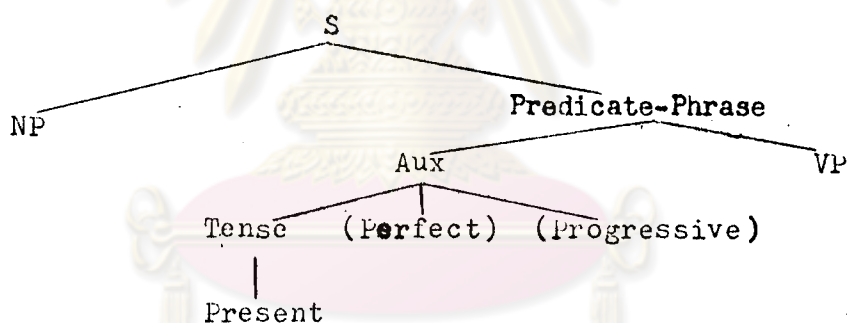 S
NP Predicate-Phrase
Aux VP
Tense (Perfect) (Progressive)
Present